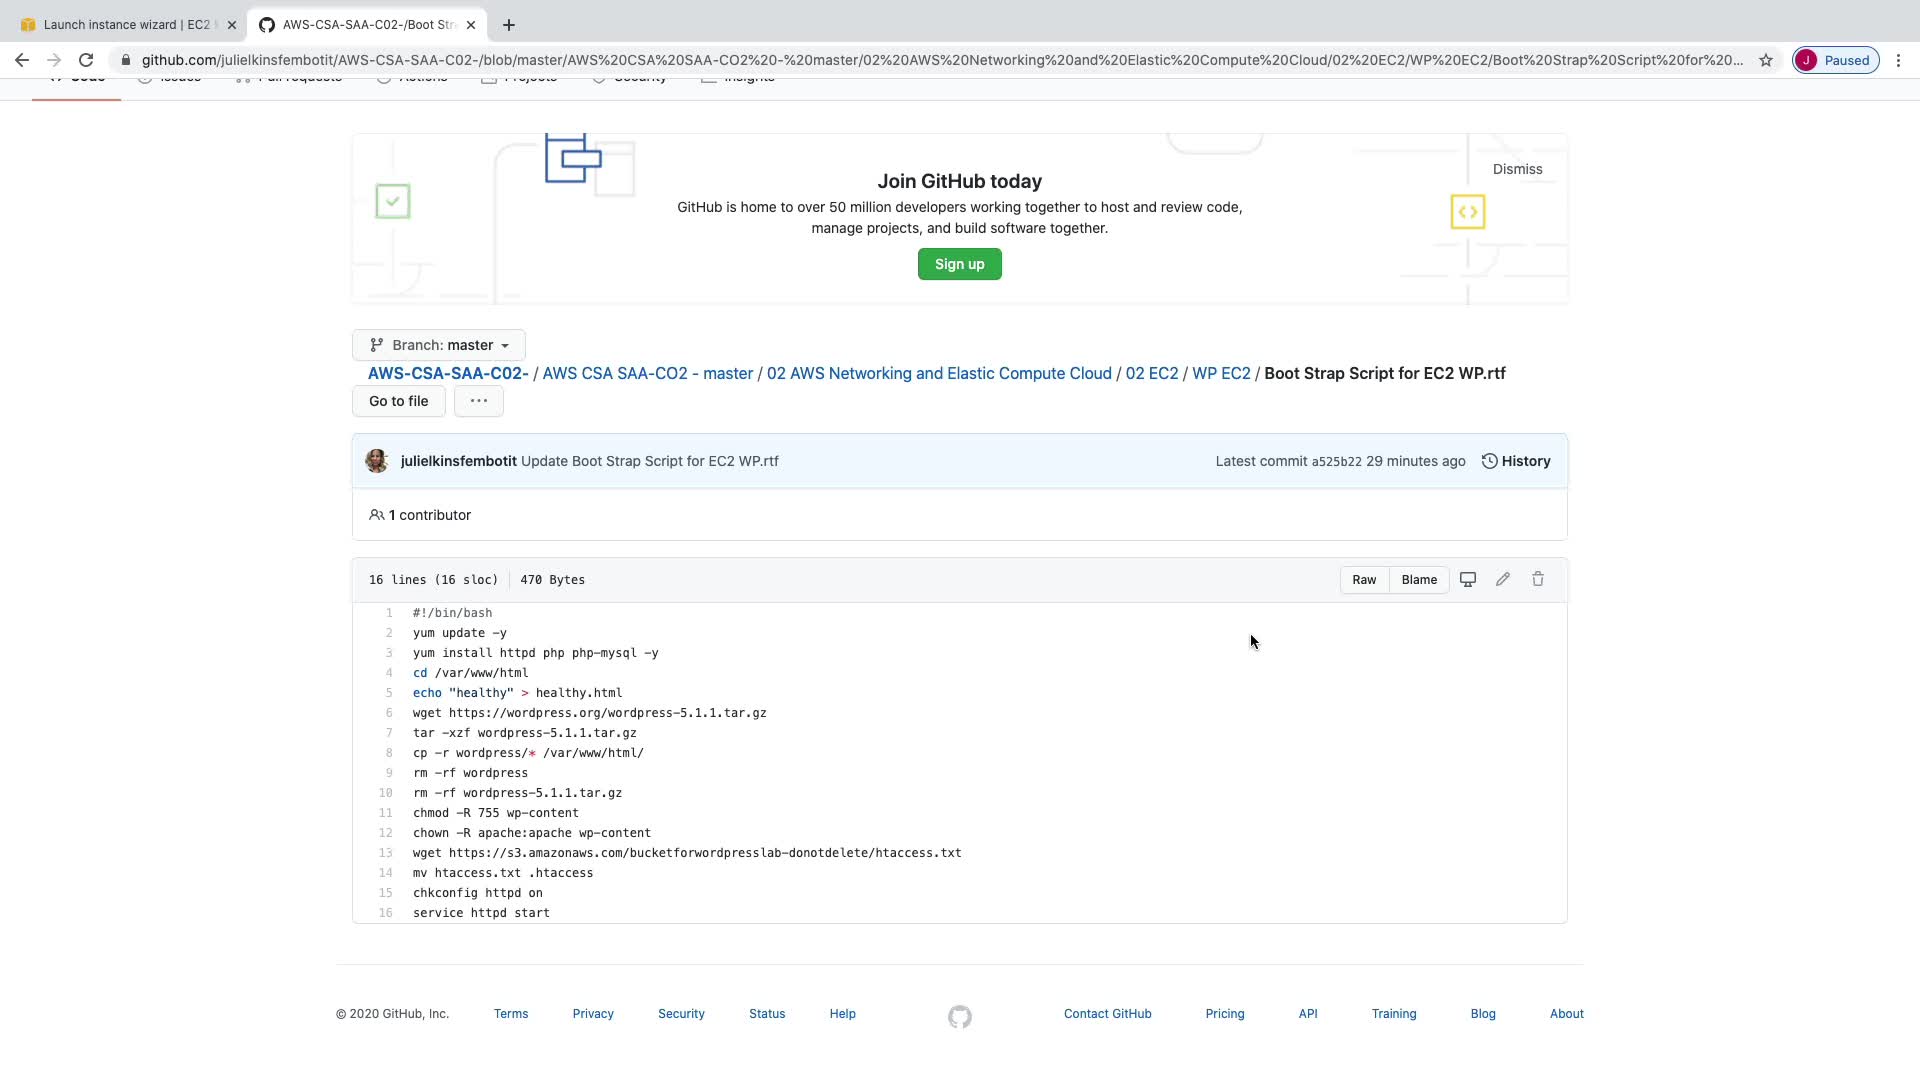 Launch instance wizard | EC2
AWS-CSA-SAA-C02-/Boot Str
github.com/julielkinsfembotit/AWS-CSA-SAA-C02-/blob/master/AWS%20CSA%20SAA-CO2%20-%20master/02%20AWS%20Networking%20and%20Elastic%20Compute%20Cloud/02%20EC2/WP%20EC2/Boot%20Strap%20Script%20for%20...
J Paused
Code Issues Pull requests Actions Projects Security Insights
Dismiss
Join GitHub today
GitHub is home to over 50 million developers working together to host and review code,
manage projects, and build software together.
Sign up
Branch: master
AWS-CSA-SAA-C02- / AWS CSA SAA-CO2 - master / 02 AWS Networking and Elastic Compute Cloud / 02 EC2 / WP EC2 / Boot Strap Script for EC2 WP.rtf
Go to file ...
julielkinsfembotit Update Boot Strap Script for EC2 WP.rtf Latest commit a525b22 29 minutes ago History
1 contributor
16 lines (16 sloc) 470 Bytes Raw Blame
1 #!/bin/bash
2 yum update -y
3 yum install httpd php php-mysql -y
4 cd /var/www/html
5 echo "healthy" > healthy.html
6 wget https://wordpress.org/wordpress-5.1.1.tar.gz
7 tar -xzf wordpress-5.1.1.tar.gz
8 cp -r wordpress/* /var/www/html/
9 rm -rf wordpress
10 rm -rf wordpress-5.1.1.tar.gz
11 chmod -R 755 wp-content
12 chown -R apache:apache wp-content
13 wget https://s3.amazonaws.com/bucketforwordpresslab-donotdelete/htaccess.txt
14 mv htaccess.txt .htaccess
15 chkconfig httpd on
16 service httpd start
© 2020 GitHub, Inc. Terms Privacy Security Status Help Contact GitHub Pricing API Training Blog About